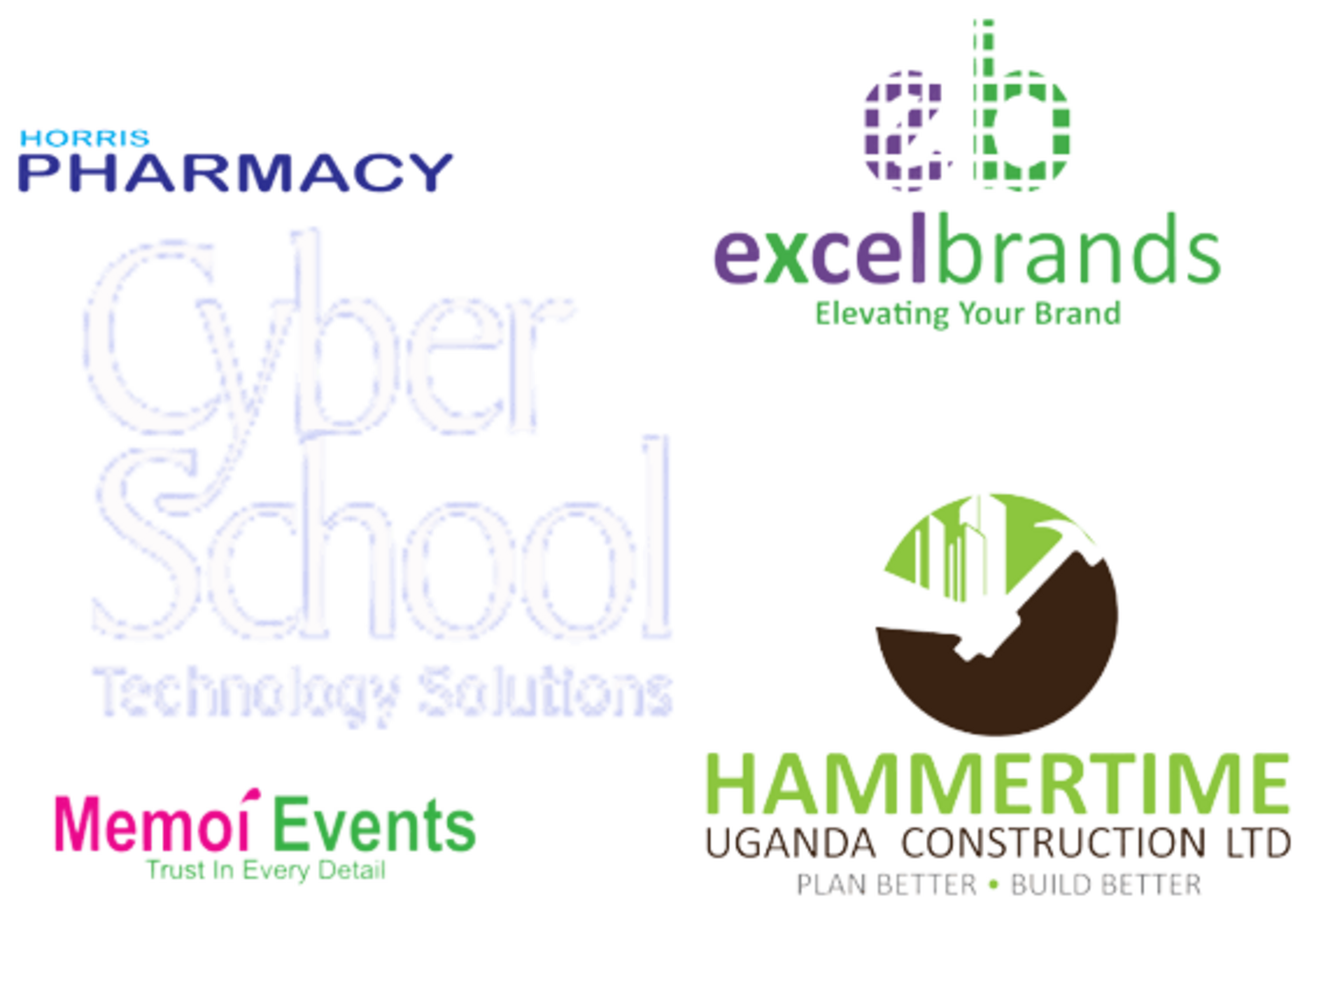 HORRIS
PHARMACY
Cyber
School
Technology Solutions
Memoi Events
Trust In Every Detail
eb
excelbrands
Elevating Your Brand
HAMMERTIME
UGANDA CONSTRUCTION LTD
PLAN BETTER • BUILD BETTER